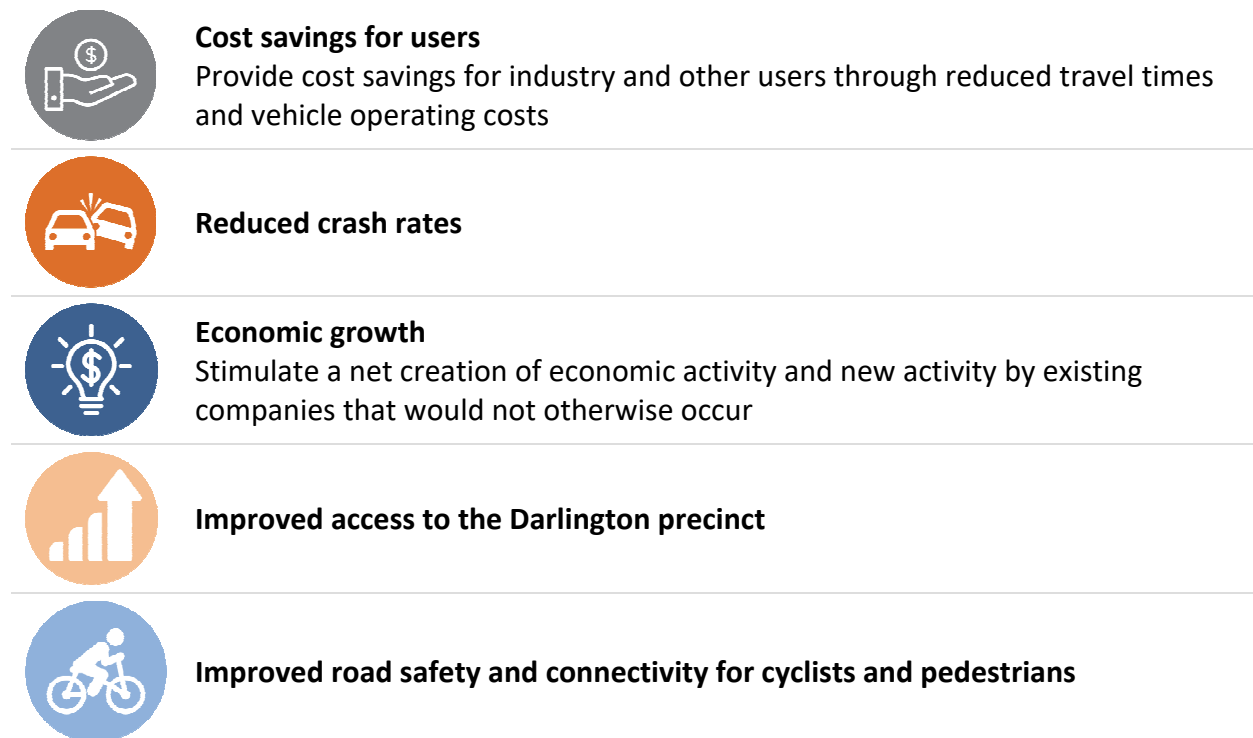 $
Cost savings for users
Provide cost savings for industry and other users through reduced travel times
and vehicle operating costs
Reduced crash rates
$
Economic growth
Stimulate a net creation of economic activity and new activity by existing
companies that would not otherwise occur
Improved access to the Darlington precinct
Improved road safety and connectivity for cyclists and pedestrians